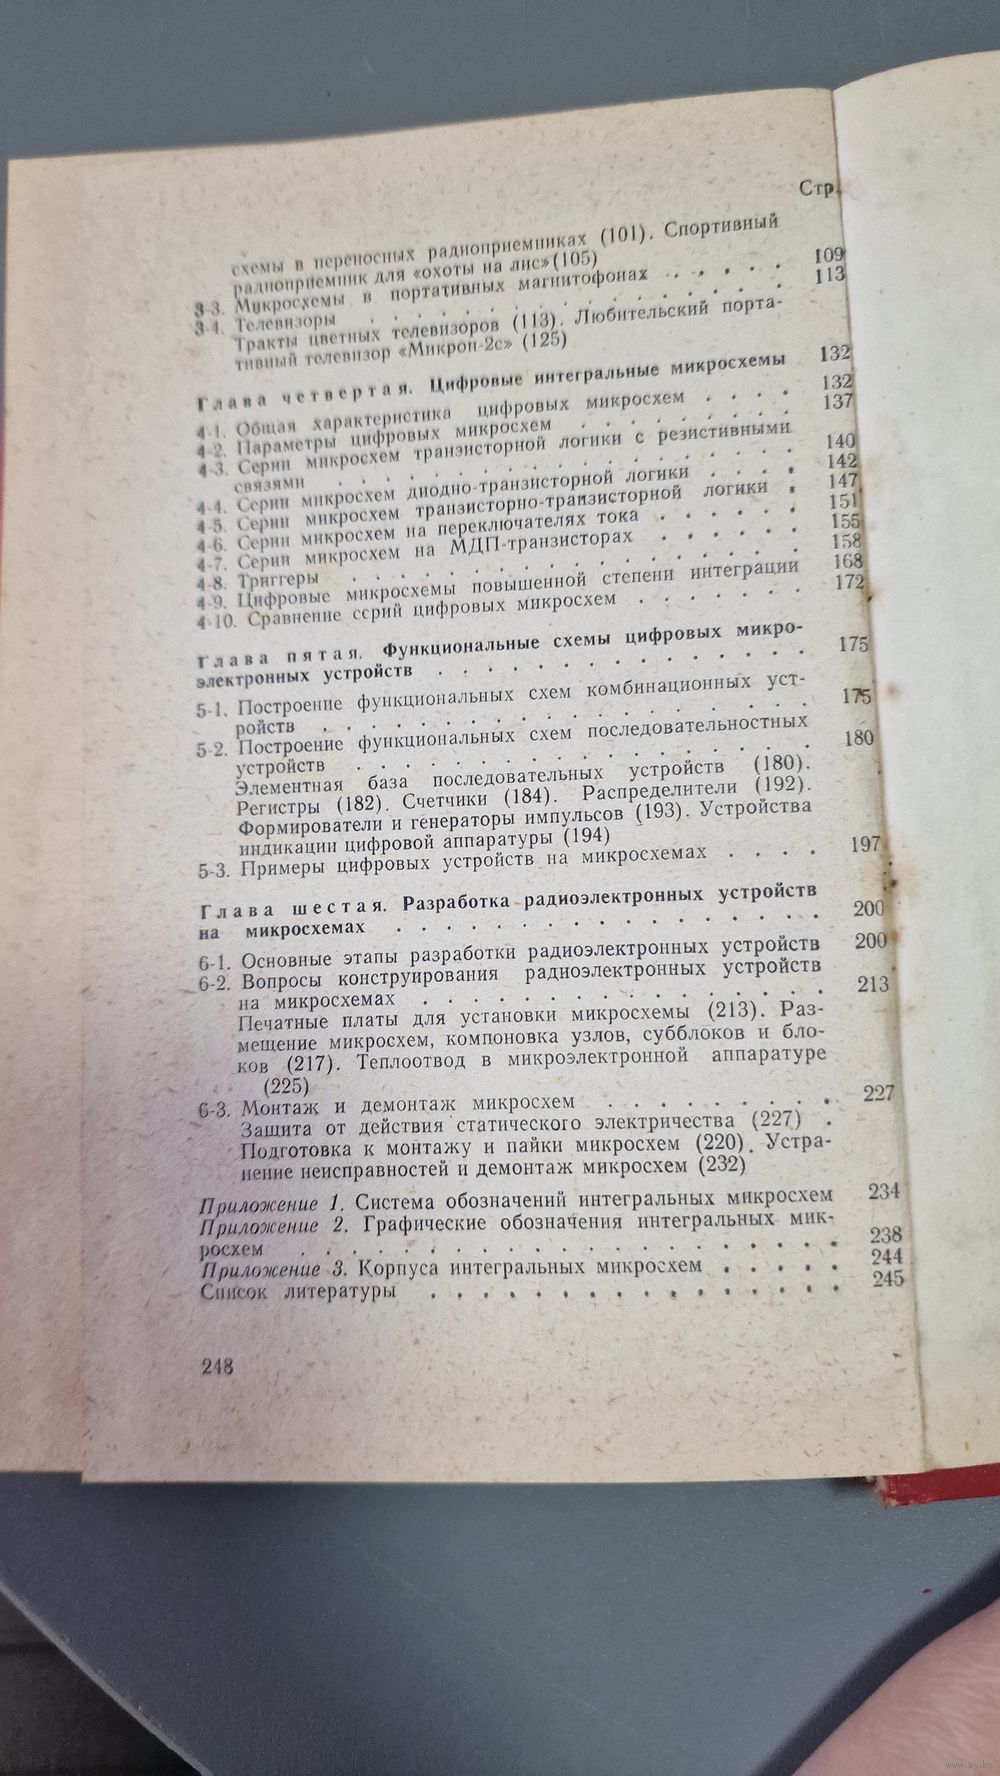 Стр.
схемы в переносных радиоприемниках (101). Спортивный
радиоприемник для «охоты на лис» (105)
3-3. Микросхемы в портативных магнитофонах . . . . . 109
3-4. Телевизоры . . . . . . . . . . . . . . . . 113
Тракты цветных телевизоров (113). Любительский порта-
тивный телевизор «Микрон-2с» (125)
Глава четвертая. Цифровые интегральные микросхемы 132
4-1. Общая характеристика цифровых микросхем . . . . 132
4-2. Параметры цифровых микросхем . . . . . . . . . 137
4-3. Серии микросхем транзисторной логики с резистивными
связями . . . . . . . . . . . . . . . . . 140
4-4. Серии микросхем диодно-транзисторной логики . . . . 142
4-5. Серии микросхем транзисторно-транзисторной логики . 147
4-6. Серии микросхем на переключателях тока . . . . . . 151
4-7. Серии микросхем на МДП-транзисторах . . . . . . 155
4-8. Триггеры . . . . . . . . . . . . . . . . . 158
4-9. Цифровые микросхемы повышенной степени интеграции 168
4-10. Сравнение серий цифровых микросхем . . . . . . . 172
Глава пятая. Функциональные схемы цифровых микро-
электронных устройств . . . . . . . . . . . . . 175
5-1. Построение функциональных схем комбинационных уст-
ройств . . . . . . . . . . . . . . . . . . 175
5-2. Построение функциональных схем последовательностных
устройств . . . . . . . . . . . . . . . . . 180
Элементная база последовательных устройств (180).
Регистры (182). Счетчики (184). Распределители (192).
Формирователи и генераторы импульсов (193). Устройства
индикации цифровой аппаратуры (194)
5-3. Примеры цифровых устройств на микросхемах . . . . 197
Глава шестая. Разработка радиоэлектронных устройств
на микросхемах . . . . . . . . . . . . . . . . 200
6-1. Основные этапы разработки радиоэлектронных устройств 200
6-2. Вопросы конструирования радиоэлектронных устройств
на микросхемах . . . . . . . . . . . . . . . 213
Печатные платы для установки микросхемы (213). Раз-
мещение микросхем, компоновка узлов, субблоков и бло-
ков (217). Теплоотвод в микроэлектронной аппаратуре
(225)
6-3. Монтаж и демонтаж микросхем . . . . . . . . . 227
Зашита от действия статического электричества (227) .
Подготовка к монтажу и пайки микросхем (220). Устра-
нение неисправностей и демонтаж микросхем (232)
Приложение 1. Система обозначений интегральных микросхем 234
Приложение 2. Графические обозначения интегральных мик-
росхем . . . . . . . . . . . . . . . . . . . . 238
Приложение 3. Корпуса интегральных микросхем . . . . . 244
Список литературы . . . . . . . . . . . . . . . . 245
248
www.ay.by